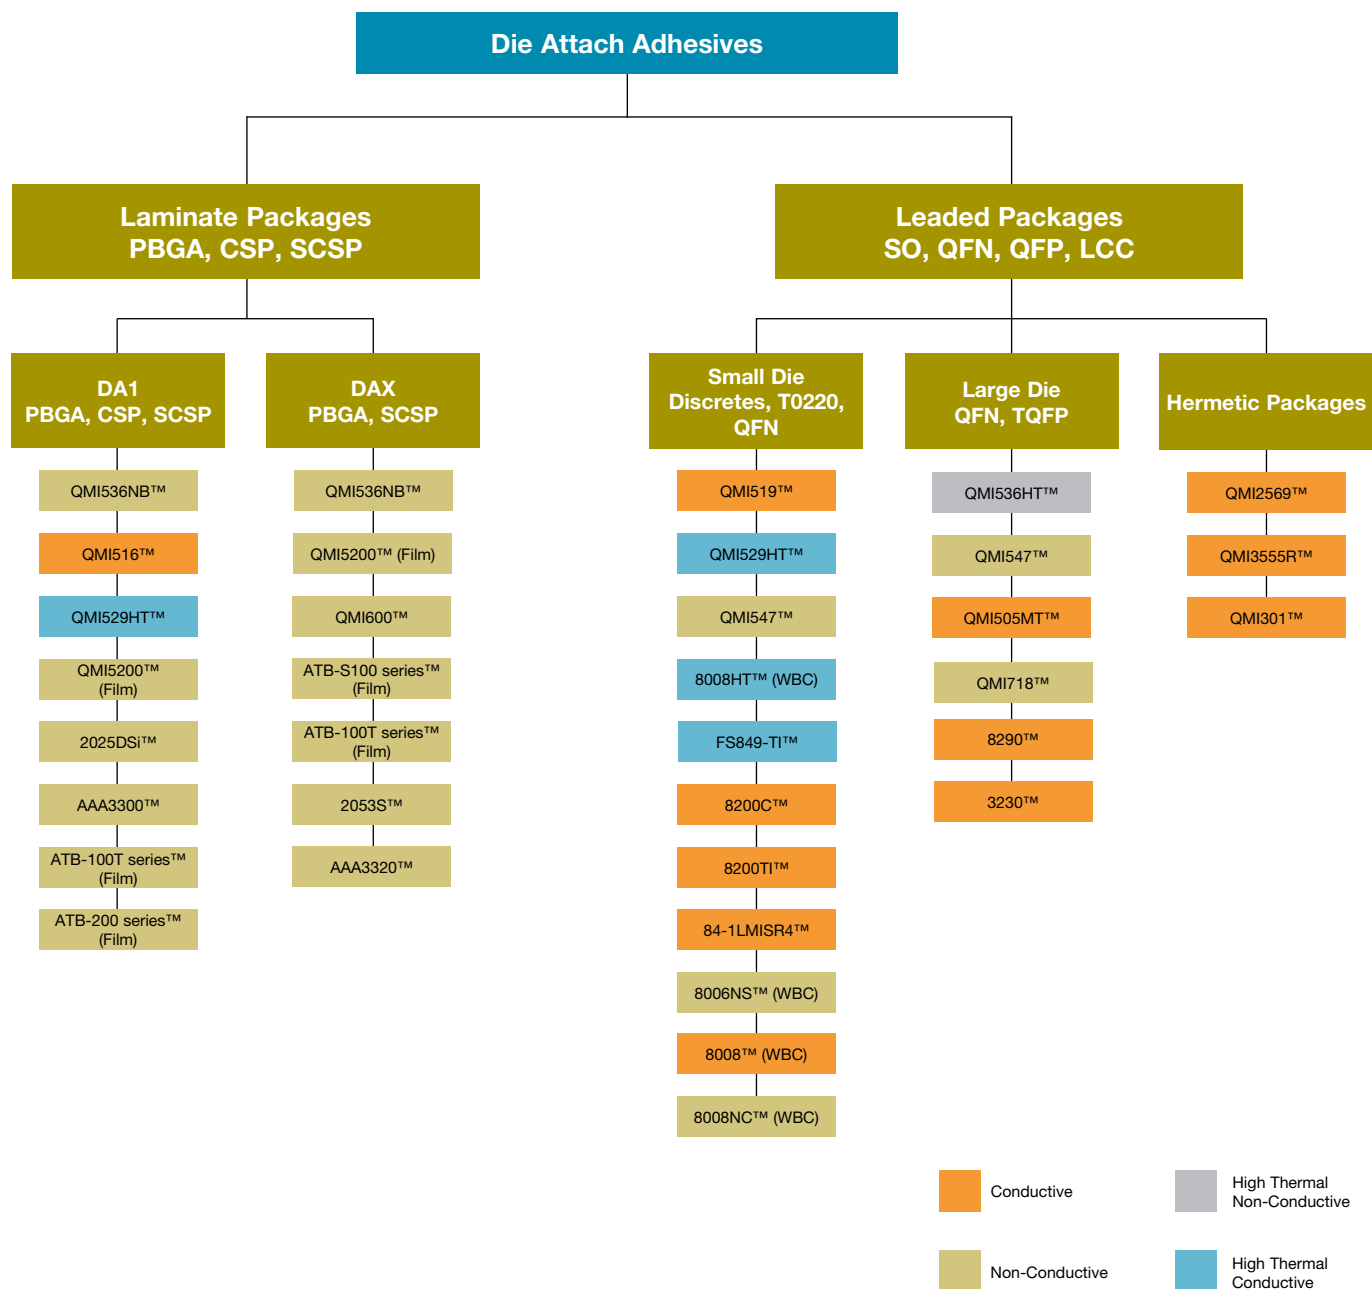 Die Attach Adhesives
Laminate Packages
PBGA, CSP, SCSP
Leaded Packages
SO, QFN, QFP, LCC
DA1
PBGA, CSP, SCSP
DAX
PBGA, SCSP
Small Die
Discretes, T0220,
QFN
Large Die
QFN, TQFP
Hermetic Packages
QMI536NB™
QMI516™
QMI529HT™
QMI5200™
(Film)
2025DSi™
AAA3300™
ATB-100T series™
(Film)
ATB-200 series™
(Film)
QMI536NB™
QMI5200™ (Film)
QMI600™
ATB-S100 series™
(Film)
ATB-100T series™
(Film)
2053S™
AAA3320™
QMI519™
QMI529HT™
QMI547™
8008HT™ (WBC)
FS849-TI™
8200C™
8200TI™
84-1LMISR4™
8006NS™ (WBC)
8008™ (WBC)
8008NC™ (WBC)
QMI536HT™
QMI547™
QMI505MT™
QMI718™
8290™
3230™
QMI2569™
QMI3555R™
QMI301™
Conductive
High Thermal
Non-Conductive
Non-Conductive
High Thermal
Conductive